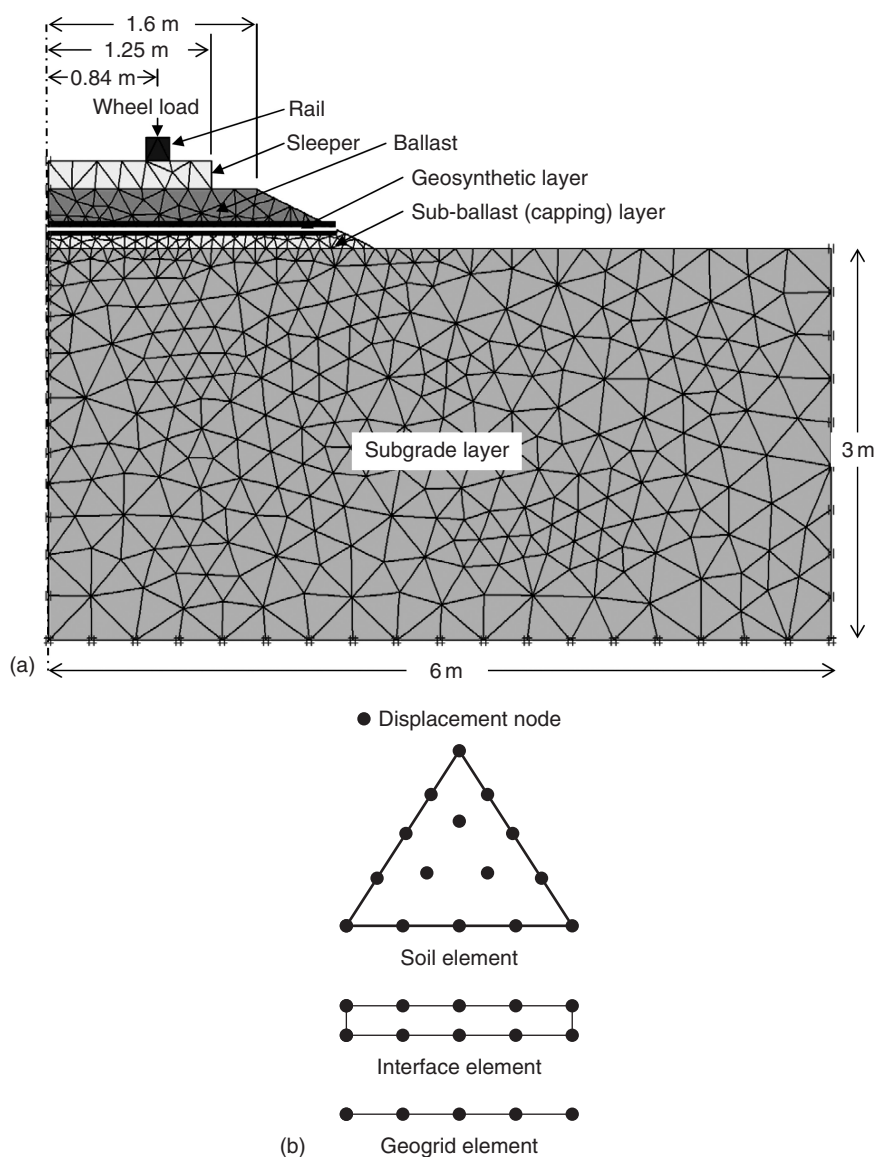 1.6 m
1.25 m
0.84 m
Wheel load
Rail
Sleeper
Ballast
Geosynthetic layer
Sub-ballast (capping) layer
Subgrade layer
3 m
(a)
6 m
Displacement node
Soil element
Interface element
(b)
Geogrid element